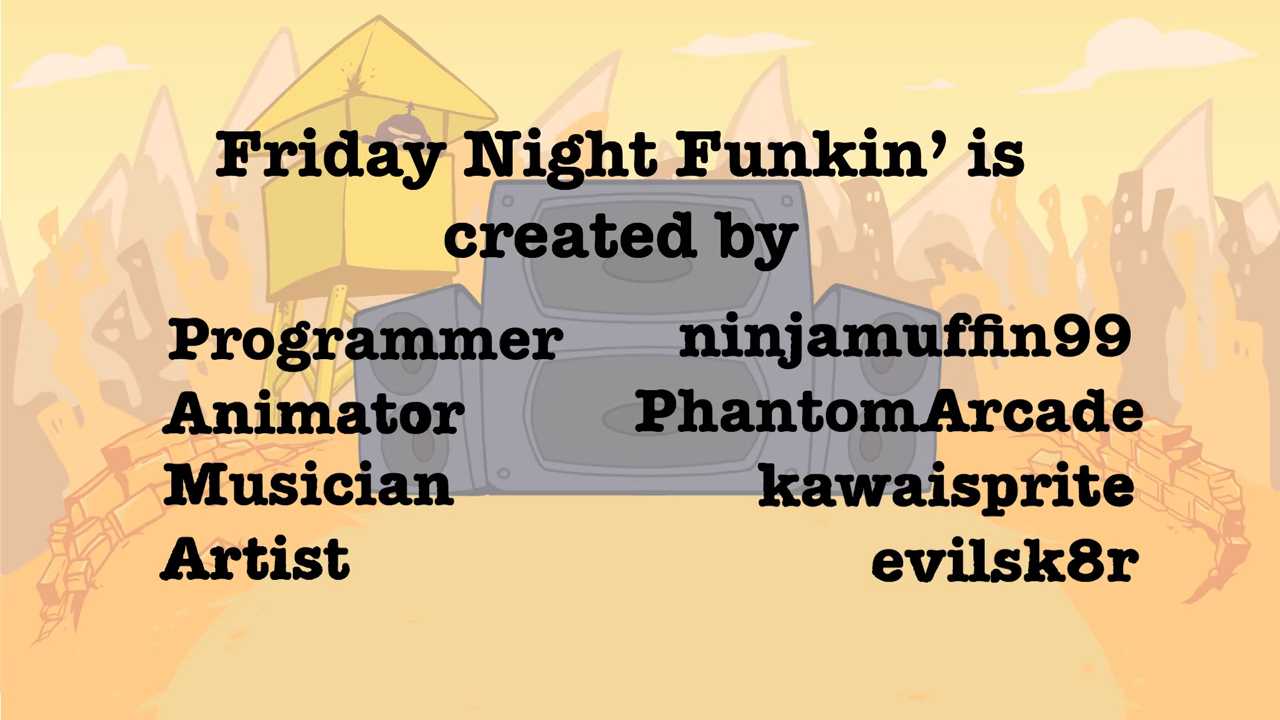 Friday Night Funkin’ is
created by
Programmer ninjamuffin99
Animator PhantomArcade
Musician kawaisprite
Artist evilsk8r